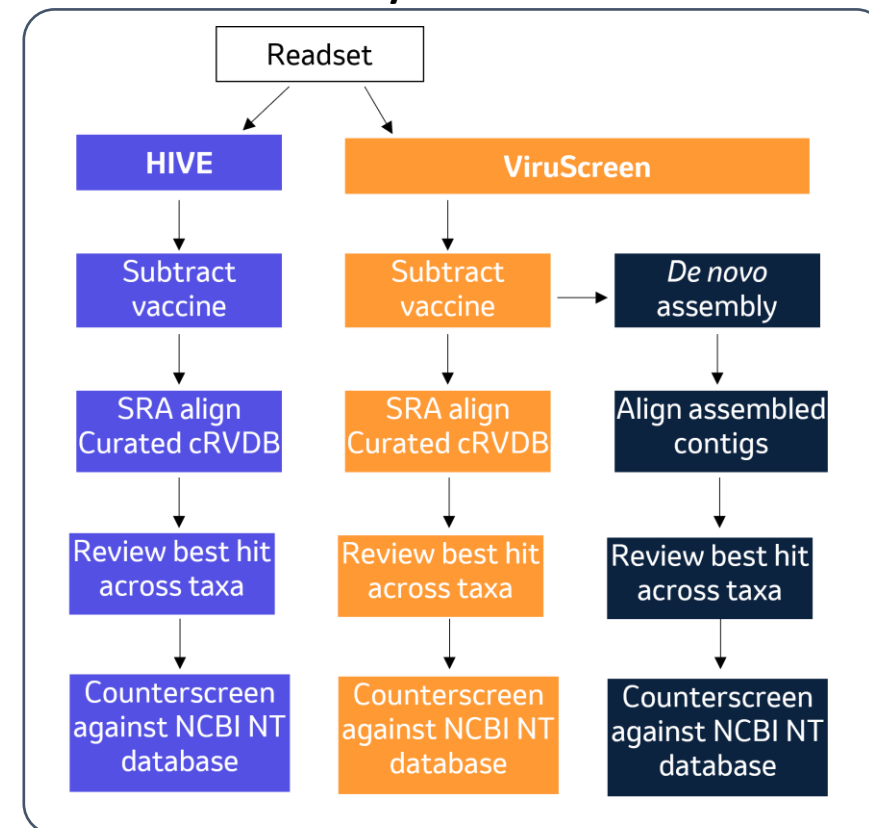 Readset
HIVE
ViruScreen
Subtract
vaccine
Subtract
vaccine
De novo
assembly
SRA align
Curated cRVDB
SRA align
Curated cRVDB
Align assembled
contigs
Review best hit
across taxa
Review best hit
across taxa
Review best hit
across taxa
Counterscreen
against NCBI NT
database
Counterscreen
against NCBI NT
database
Counterscreen
against NCBI NT
database